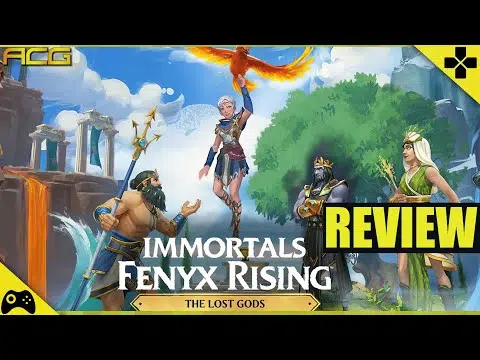 ACG
IMMORTALS
FENYX RISING
THE LOST GODS
REVIEW